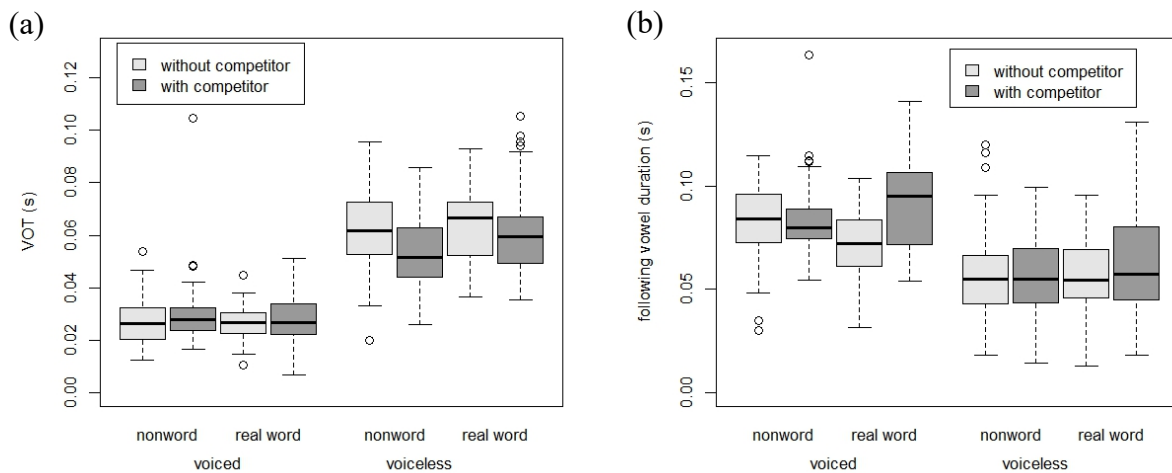 (a)
without competitor
with competitor
VOT (s)
0.12
0.10
0.08
0.06
0.04
0.02
0.00
nonword real word nonword real word
voiced voiceless
(b)
without competitor
with competitor
following vowel duration (s)
0.15
0.10
0.05
0.00
nonword real word nonword real word
voiced voiceless